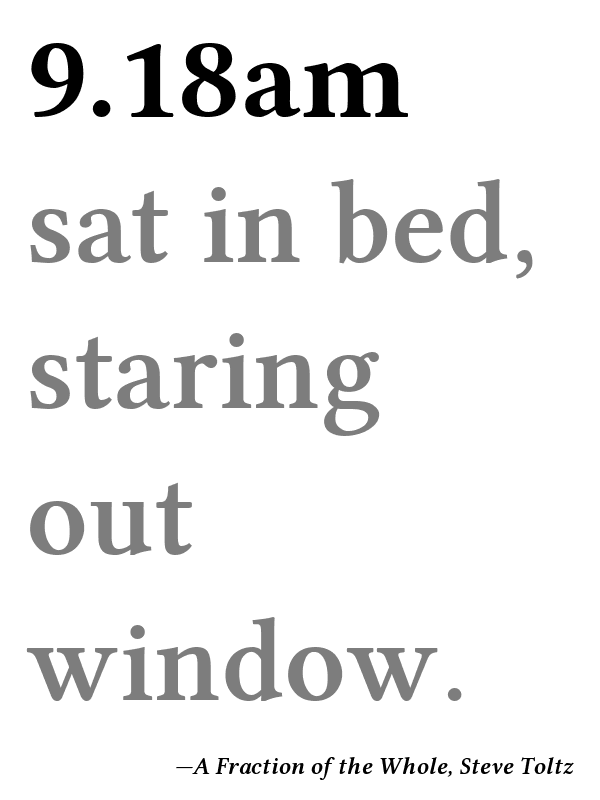 9.18am
sat in bed,
staring
out
window.
—A Fraction of the Whole, Steve Toltz